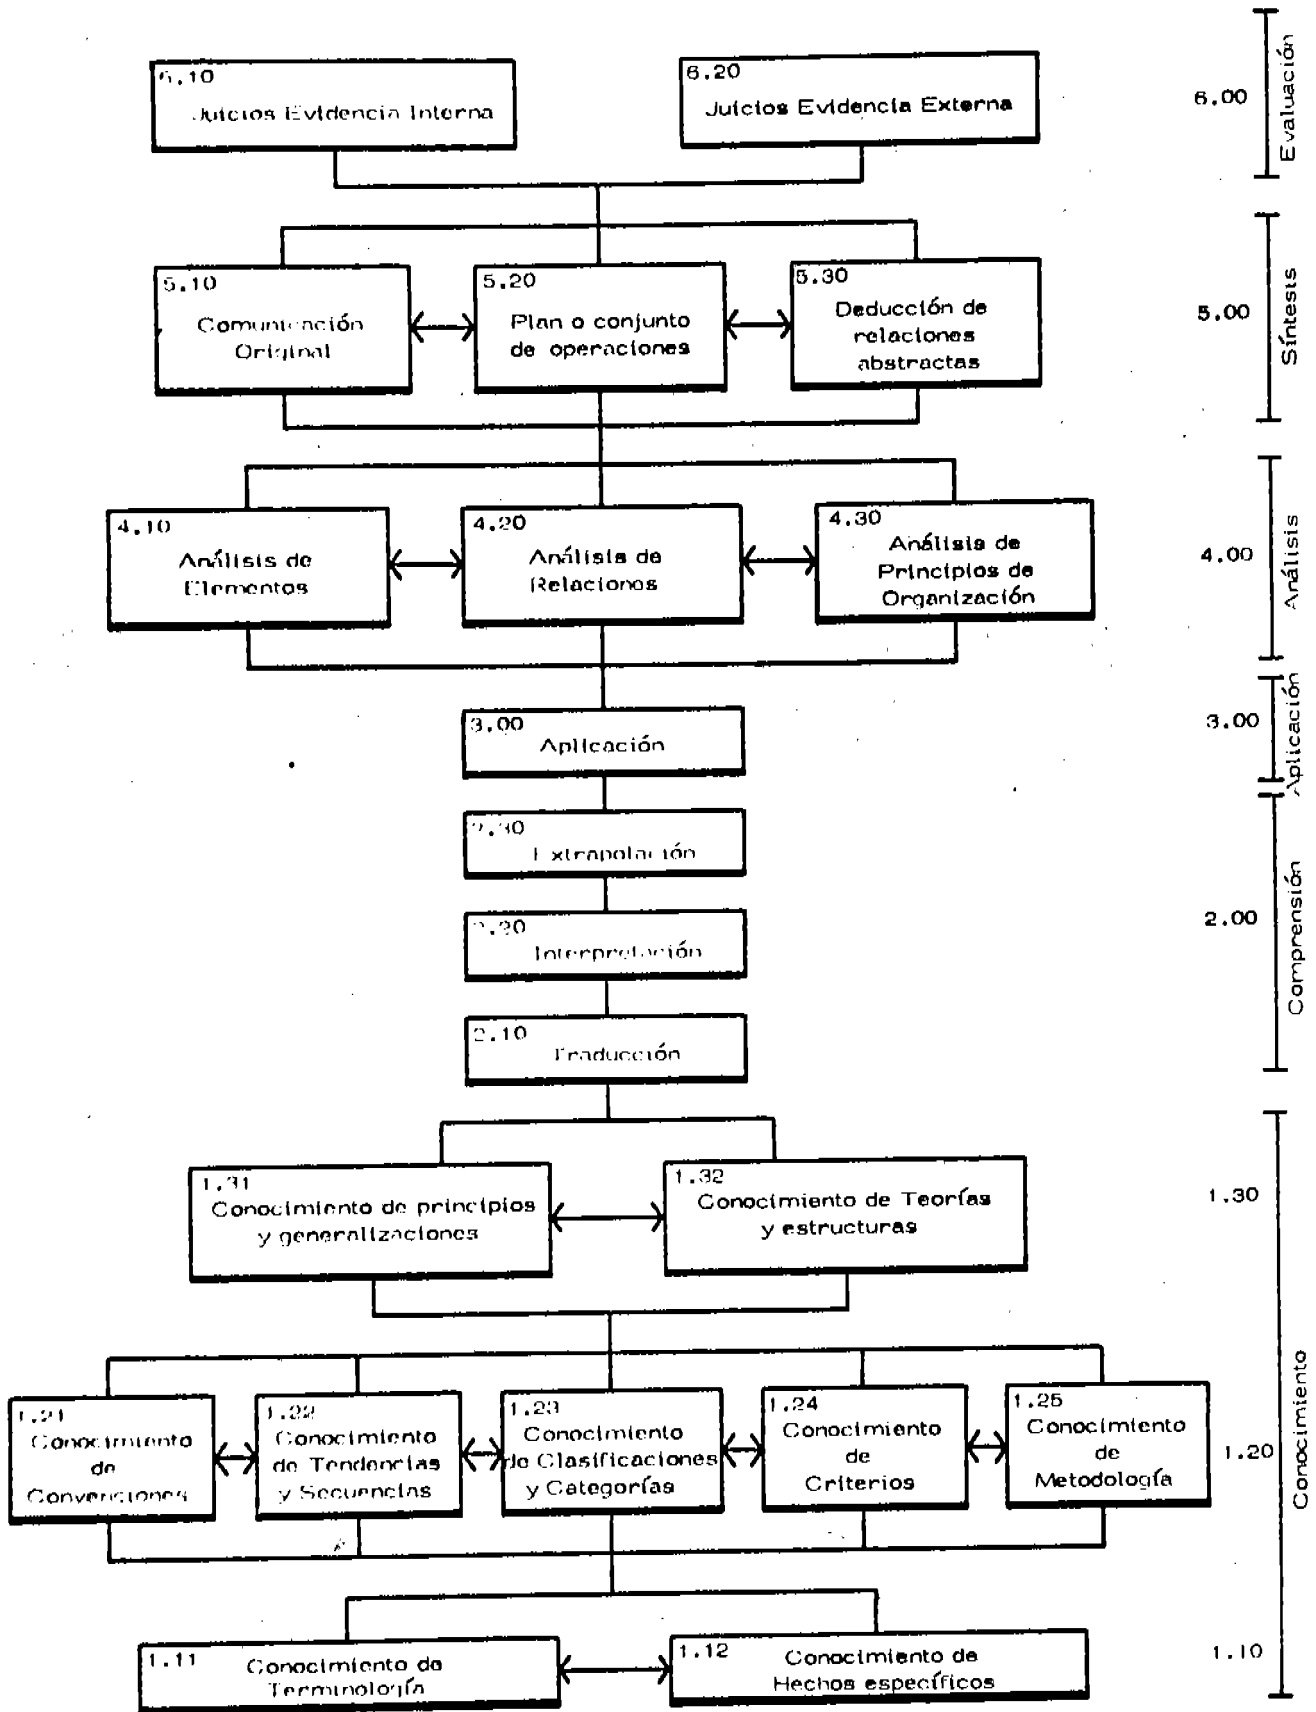 6.10
Juicios Evidencia Interna
6.20
Juicios Evidencia Externa
6.00
Evaluación
5.10
Comunicación
Original
5.20
Plan o conjunto
de operaciones
5.30
Deducción de
relaciones
abstractas
5.00
Síntesis
4.10
Análisis de
Elementos
4.20
Análisis de
Relaciones
4.30
Análisis de
Principios de
Organización
4.00
Análisis
3.00
Aplicación
3.00
Aplicación
2.30
Extrapolación
2.20
Interpretación
2.10
Traducción
2.00
Comprensión
1.31
Conocimiento de principios
y generalizaciones
1.32
Conocimiento de Teorías
y estructuras
1.30
1.21
Conocimiento
de
Convenciones
1.22
Conocimiento
de Tendencias
y Secuencias
1.23
Conocimiento
de Clasificaciones
y Categorías
1.24
Conocimiento
de
Criterios
1.25
Conocimiento
de
Metodología
1.20
Conocimiento
1.11
Conocimiento de
Terminología
1.12
Conocimiento de
Hechos específicos
1.10